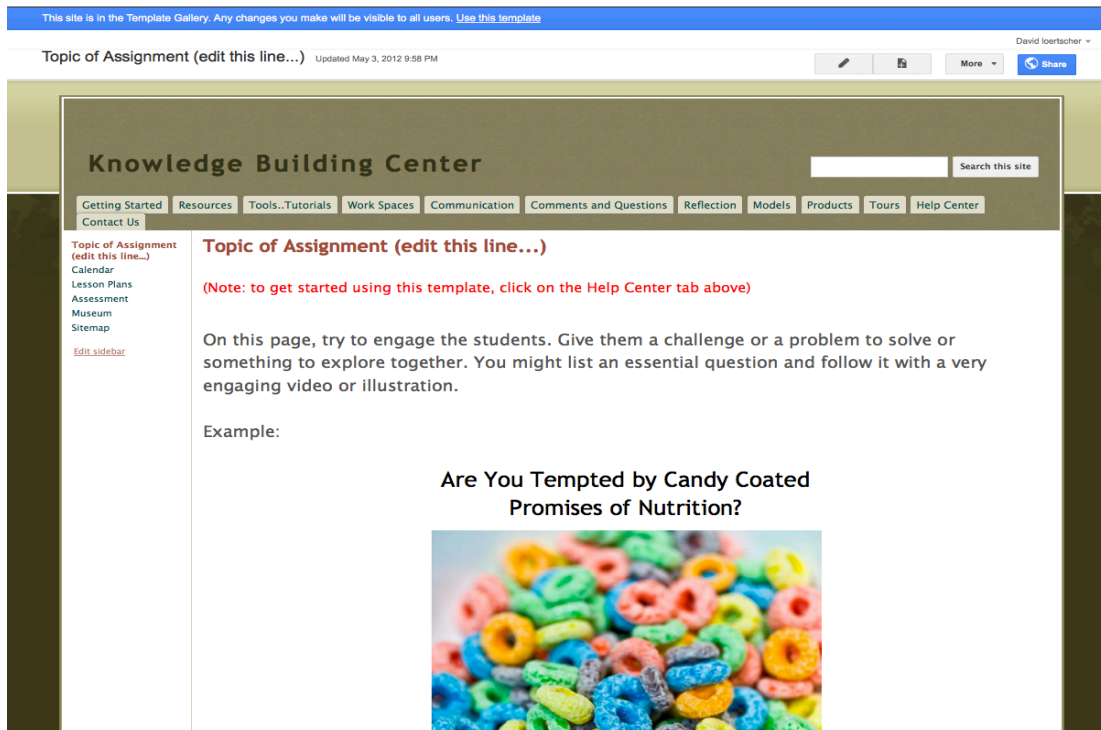 This site is in the Template Gallery. Any changes you make will be visible to all users. Use this template
David loertscher
Topic of Assignment (edit this line...) Updated May 3, 2012 9:58 PM
More
Share
Knowledge Building Center
Search this site
Getting Started Resources Tools..Tutorials Work Spaces Communication Comments and Questions Reflection Models Products Tours Help Center
Contact Us
Topic of Assignment
(edit this line...)
Calendar
Lesson Plans
Assessment
Museum
Sitemap
Edit sidebar
Topic of Assignment (edit this line...)
(Note: to get started using this template, click on the Help Center tab above)
On this page, try to engage the students. Give them a challenge or a problem to solve or
something to explore together. You might list an essential question and follow it with a very
engaging video or illustration.
Example:
Are You Tempted by Candy Coated
Promises of Nutrition?